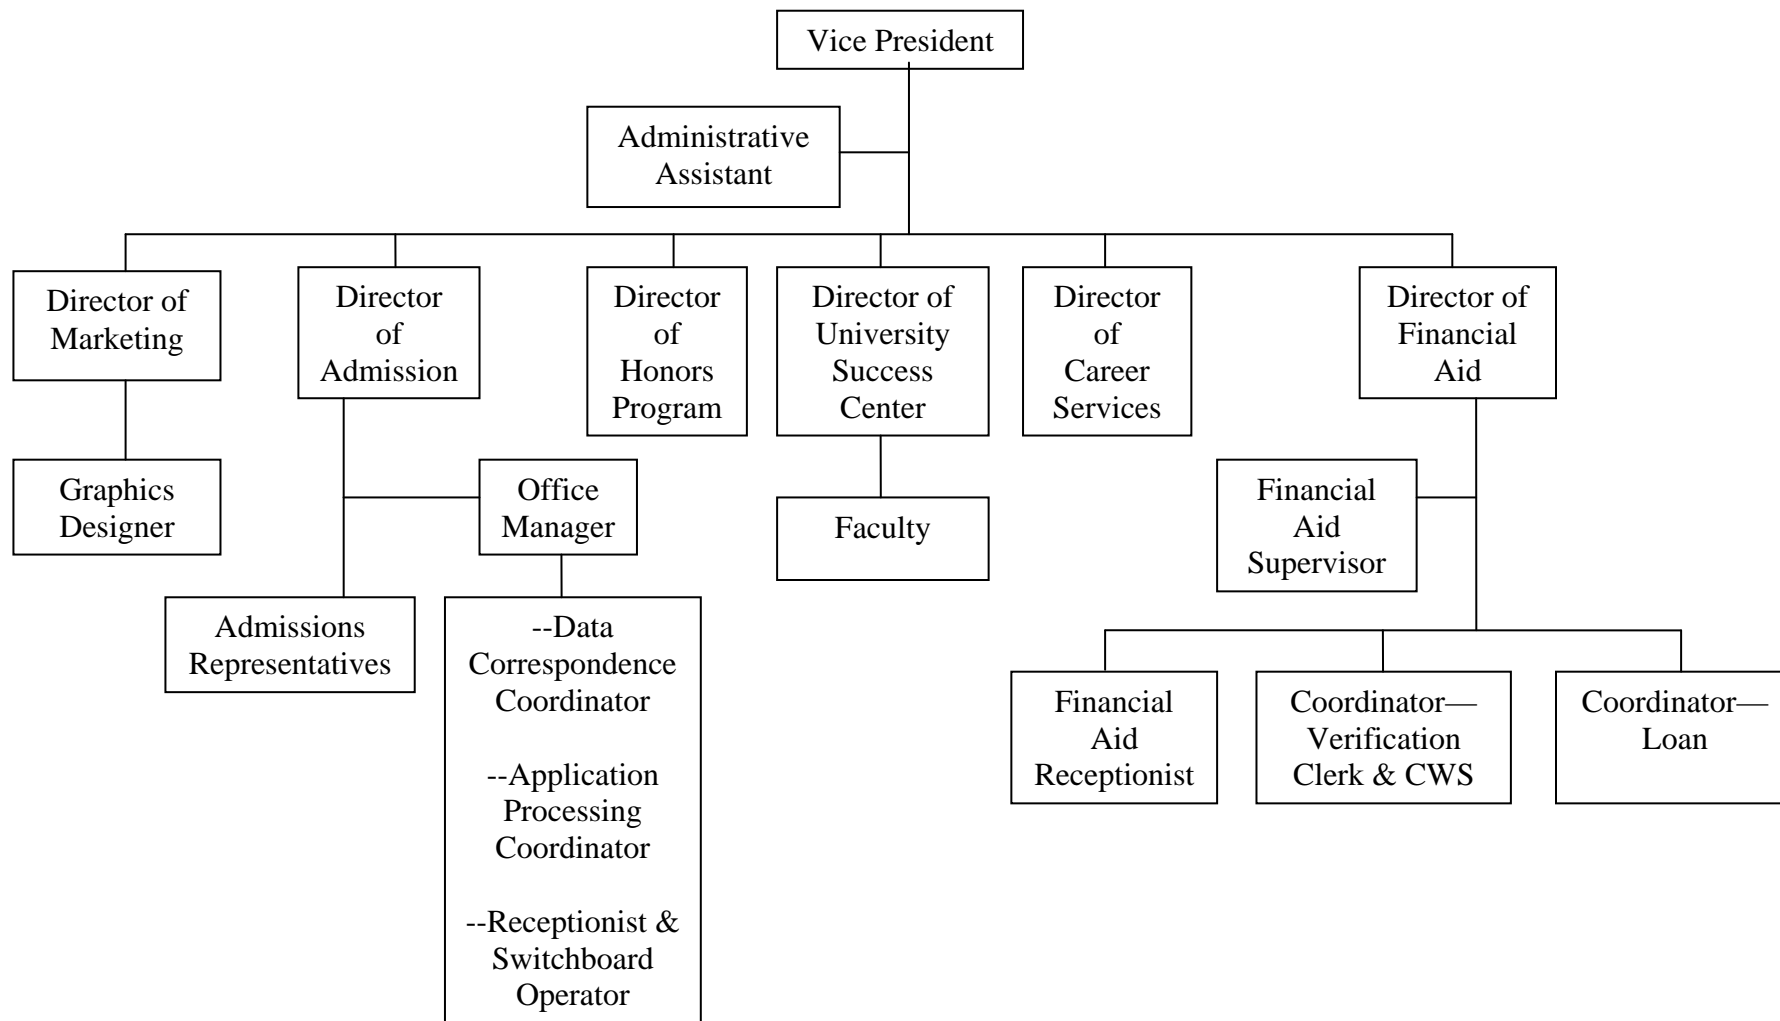 Vice President
Administrative
Assistant
Director of
Marketing
Director
of
Admission
Director
of
Honors
Program
Director of
University
Success
Center
Director
of
Career
Services
Director of
Financial
Aid
Graphics
Designer
Office
Manager
Faculty
Financial
Aid
Supervisor
Admissions
Representatives
--Data
Correspondence
Coordinator
--Application
Processing
Coordinator
--Receptionist &
Switchboard
Operator
Financial
Aid
Receptionist
Coordinator—
Verification
Clerk & CWS
Coordinator—
Loan